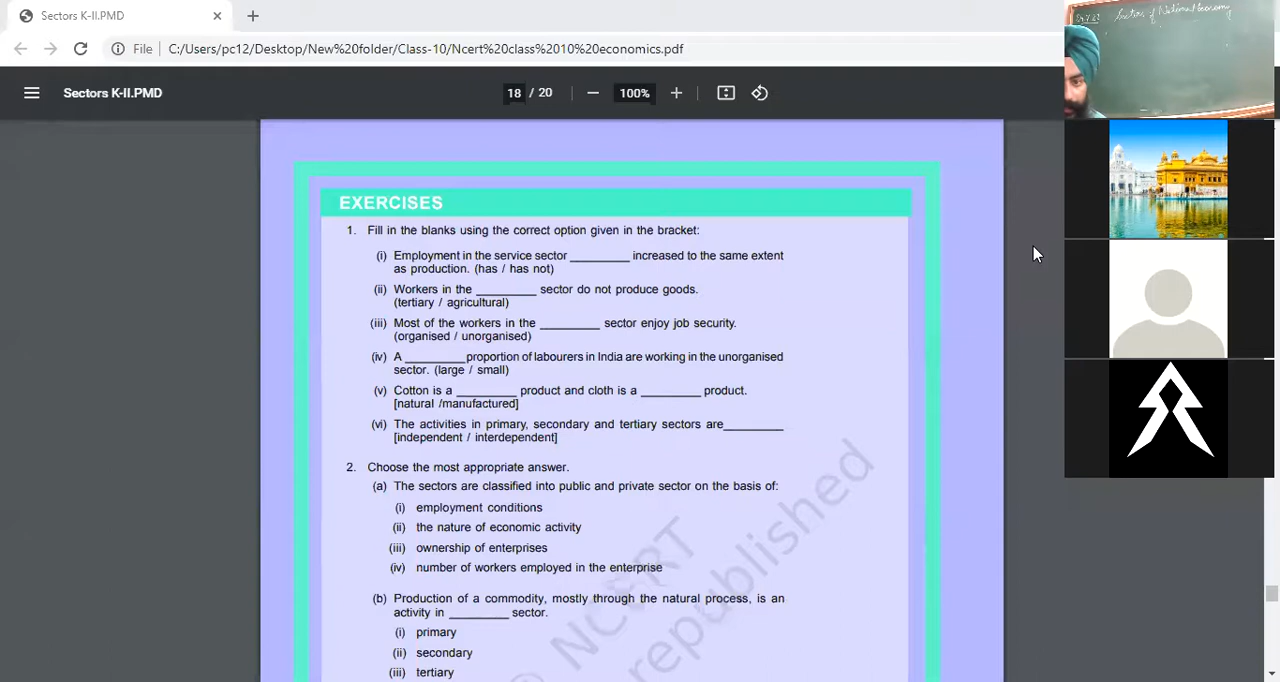 Sectors K-II.PMD
File C:/Users/pc12/Desktop/New%20folder/Class-10/Ncert%20class%2010%20economics.pdf
Sectors K-II.PMD
18 / 20
100%
Sectors of National Economy
EXERCISES
1. Fill in the blanks using the correct option given in the bracket:
(i) Employment in the service sector _________ increased to the same extent
as production. (has / has not)
(ii) Workers in the _________ sector do not produce goods.
(tertiary / agricultural)
(iii) Most of the workers in the _________ sector enjoy job security.
(organised / unorganised)
(iv) A _________ proportion of labourers in India are working in the unorganised
sector. (large / small)
(v) Cotton is a _________ product and cloth is a _________ product.
[natural /manufactured]
(vi) The activities in primary, secondary and tertiary sectors are_________
[independent / interdependent]
2. Choose the most appropriate answer.
(a) The sectors are classified into public and private sector on the basis of:
(i) employment conditions
(ii) the nature of economic activity
(iii) ownership of enterprises
(iv) number of workers employed in the enterprise
(b) Production of a commodity, mostly through the natural process, is an
activity in _________ sector.
(i) primary
(ii) secondary
(iii) tertiary
© NCERT
republished